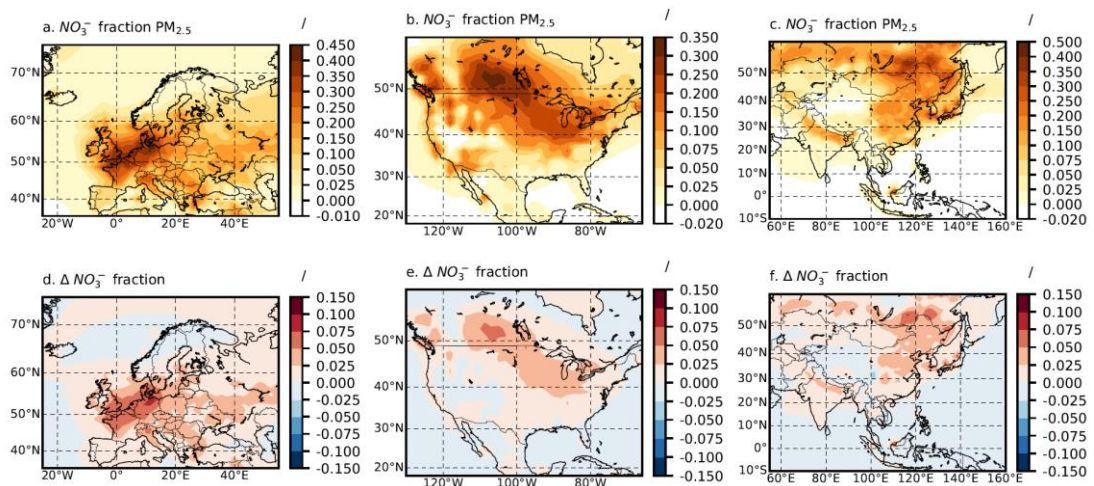 a. NO₃⁻ fraction PM₂.₅ /
70°N
60°N
50°N
40°N
20°W 0° 20°E 40°E
0.450
0.400
0.350
0.300
0.250
0.200
0.150
0.100
0.050
0.025
0.000
-0.010
b. NO₃⁻ fraction PM₂.₅ /
50°N
40°N
30°N
20°N
120°W 100°W 80°W
0.350
0.300
0.250
0.200
0.150
0.100
0.050
0.025
0.000
-0.020
c. NO₃⁻ fraction PM₂.₅ /
50°N
40°N
30°N
20°N
0°
10°S
60°E 80°E 100°E 120°E 140°E 160°E
0.500
0.400
0.350
0.300
0.250
0.200
0.150
0.100
0.050
0.025
0.000
-0.020
d. Δ NO₃⁻ fraction /
70°N
60°N
50°N
40°N
20°W 0° 20°E 40°E
0.150
0.100
0.075
0.050
0.025
0.000
-0.025
-0.050
-0.075
-0.100
-0.150
e. Δ NO₃⁻ fraction /
50°N
40°N
30°N
20°N
120°W 100°W 80°W
0.150
0.100
0.075
0.050
0.025
0.000
-0.025
-0.050
-0.075
-0.100
-0.150
f. Δ NO₃⁻ fraction /
50°N
40°N
30°N
20°N
0°
10°S
60°E 80°E 100°E 120°E 140°E 160°E
0.150
0.100
0.075
0.050
0.025
0.000
-0.025
-0.050
-0.075
-0.100
-0.150